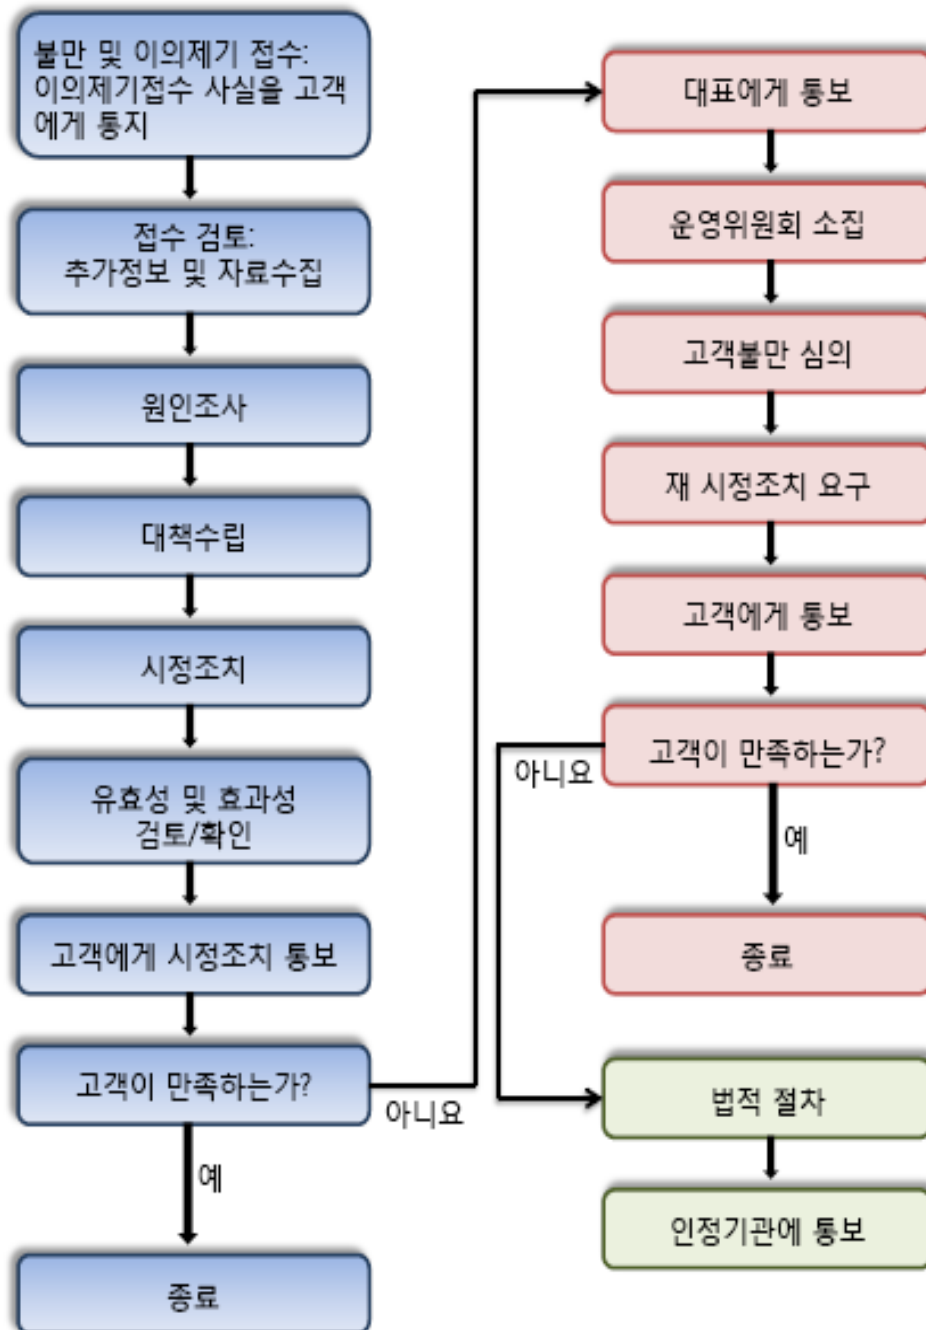 불만 및 이의제기 접수:
이의제기접수 사실을 고객
에게 통지
접수 검토:
추가정보 및 자료수집
원인조사
대책수립
시정조치
유효성 및 효과성
검토/확인
고객에게 시정조치 통보
고객이 만족하는가?
아니요
예
종료
대표에게 통보
운영위원회 소집
고객불만 심의
재 시정조치 요구
고객에게 통보
고객이 만족하는가?
아니요
예
종료
법적 절차
인정기관에 통보